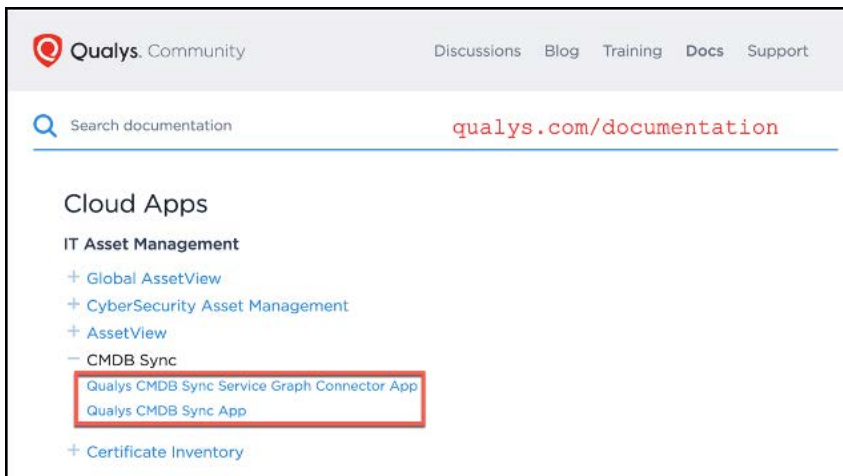 Qualys. Community
Discussions Blog Training Docs Support
Search documentation
qualys.com/documentation
Cloud Apps
IT Asset Management
+ Global AssetView
+ CyberSecurity Asset Management
+ AssetView
− CMDB Sync
Qualys CMDB Sync Service Graph Connector App
Qualys CMDB Sync App
+ Certificate Inventory